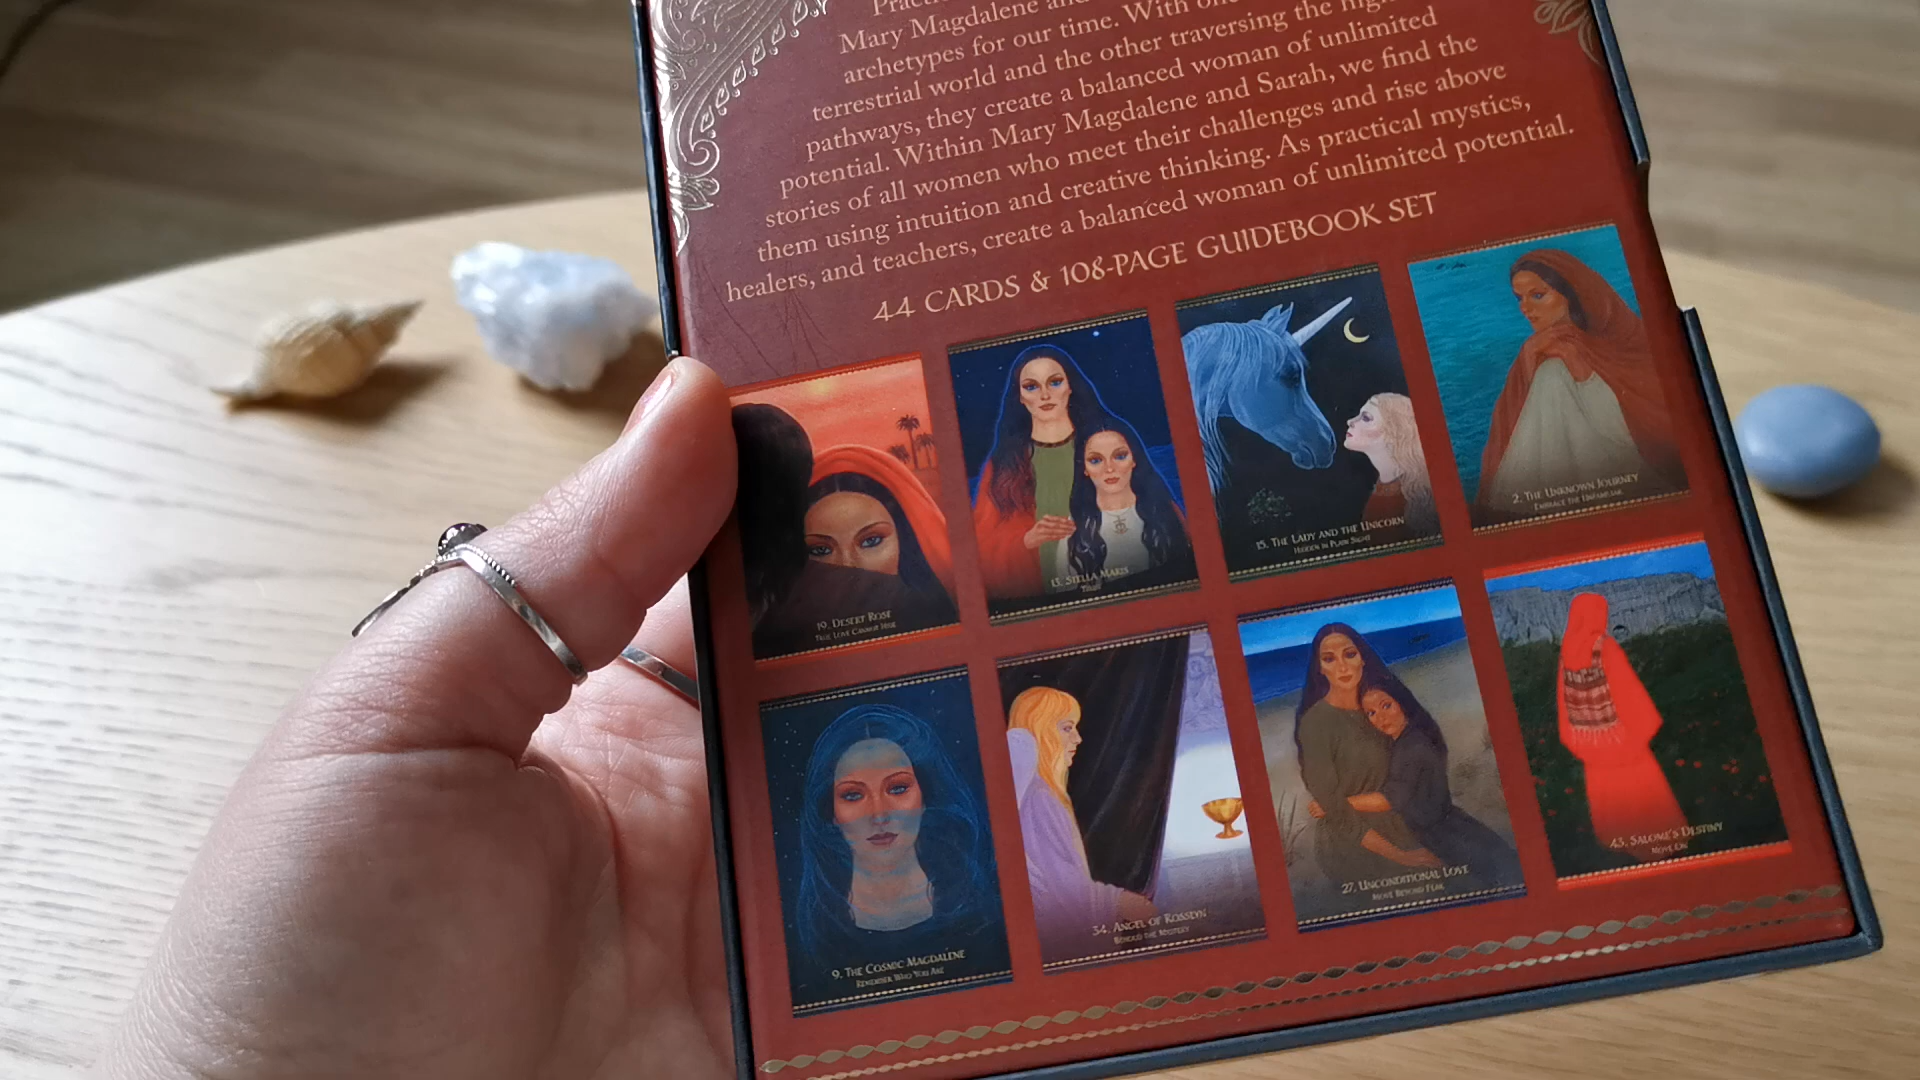 Mary Magdalene and
archetypes for our time. With one
terrestrial world and the other traversing the
pathways, they create a balanced woman of unlimited
potential. Within Mary Magdalene and Sarah, we find the
stories of all women who meet their challenges and rise above
them using intuition and creative thinking. As practical mystics,
healers, and teachers, create a balanced woman of unlimited potential.
44 CARDS & 108-PAGE GUIDEBOOK SET
19. DESERT ROSE
TRUE LOVE CANNOT HIDE
13. STELLA MARIS
TRUST
15. THE LADY AND THE UNICORN
HIDDEN IN PLAIN SIGHT
2. THE UNKNOWN JOURNEY
EMBRACE THE UNFAMILIAR
9. THE COSMIC MAGDALENE
REMEMBER WHO YOU ARE
34. ANGEL OF ROSSLYN
BEYOND THE MYSTERY
27. UNCONDITIONAL LOVE
MOVE BEYOND FEAR
43. SALOME'S DESTINY
MOVE ON